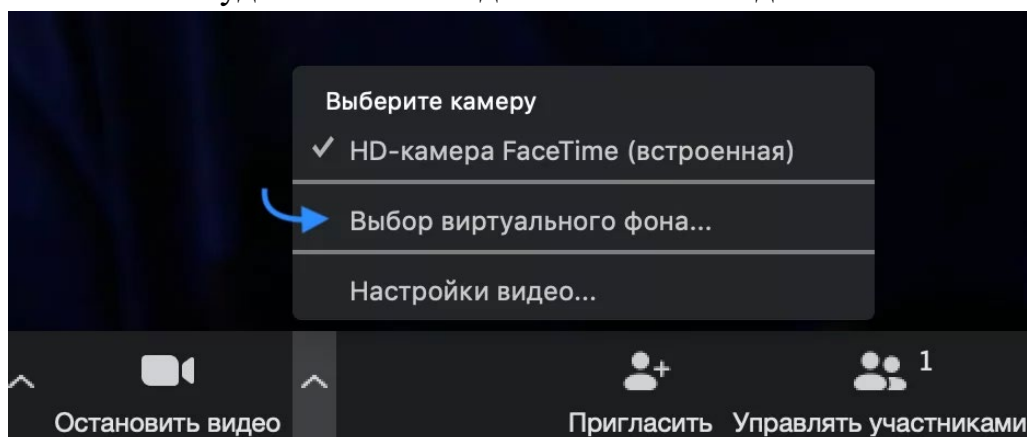 Выберите камеру
✓ HD-камера FaceTime (встроенная)
Выбор виртуального фона...
Настройки видео...
1
Остановить видео Пригласить Управлять участниками